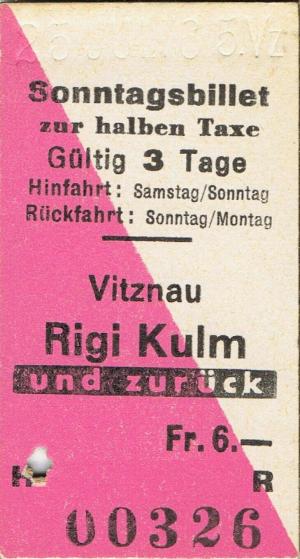 Sonntagsbillet
zur halben Taxe
Gültig 3 Tage
Hinfahrt: Samstag/Sonntag
Rückfahrt: Sonntag/Montag
Vitznau
Rigi Kulm
und zurück
Fr. 6.—
H R
00326